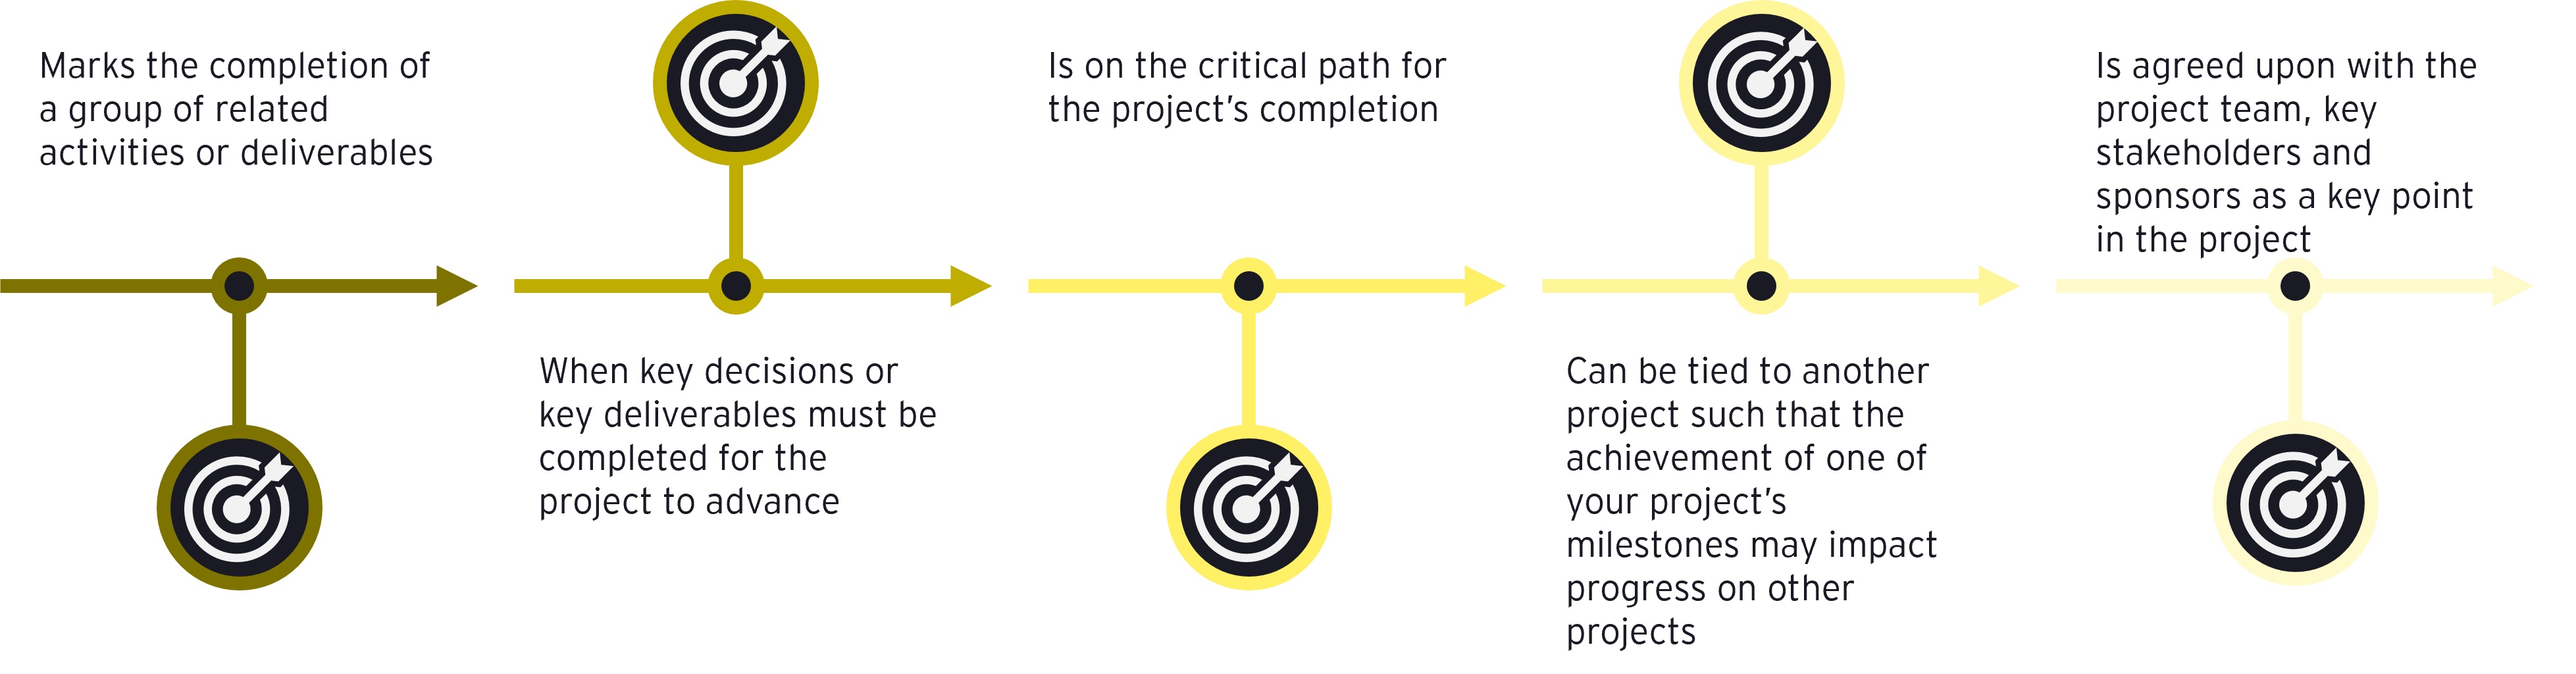 Marks the completion of
a group of related
activities or deliverables
When key decisions or
key deliverables must be
completed for the
project to advance
Is on the critical path for
the project's completion
Can be tied to another
project such that the
achievement of one of
your project's
milestones may impact
progress on other
projects
Is agreed upon with the
project team, key
stakeholders and
sponsors as a key point
in the project